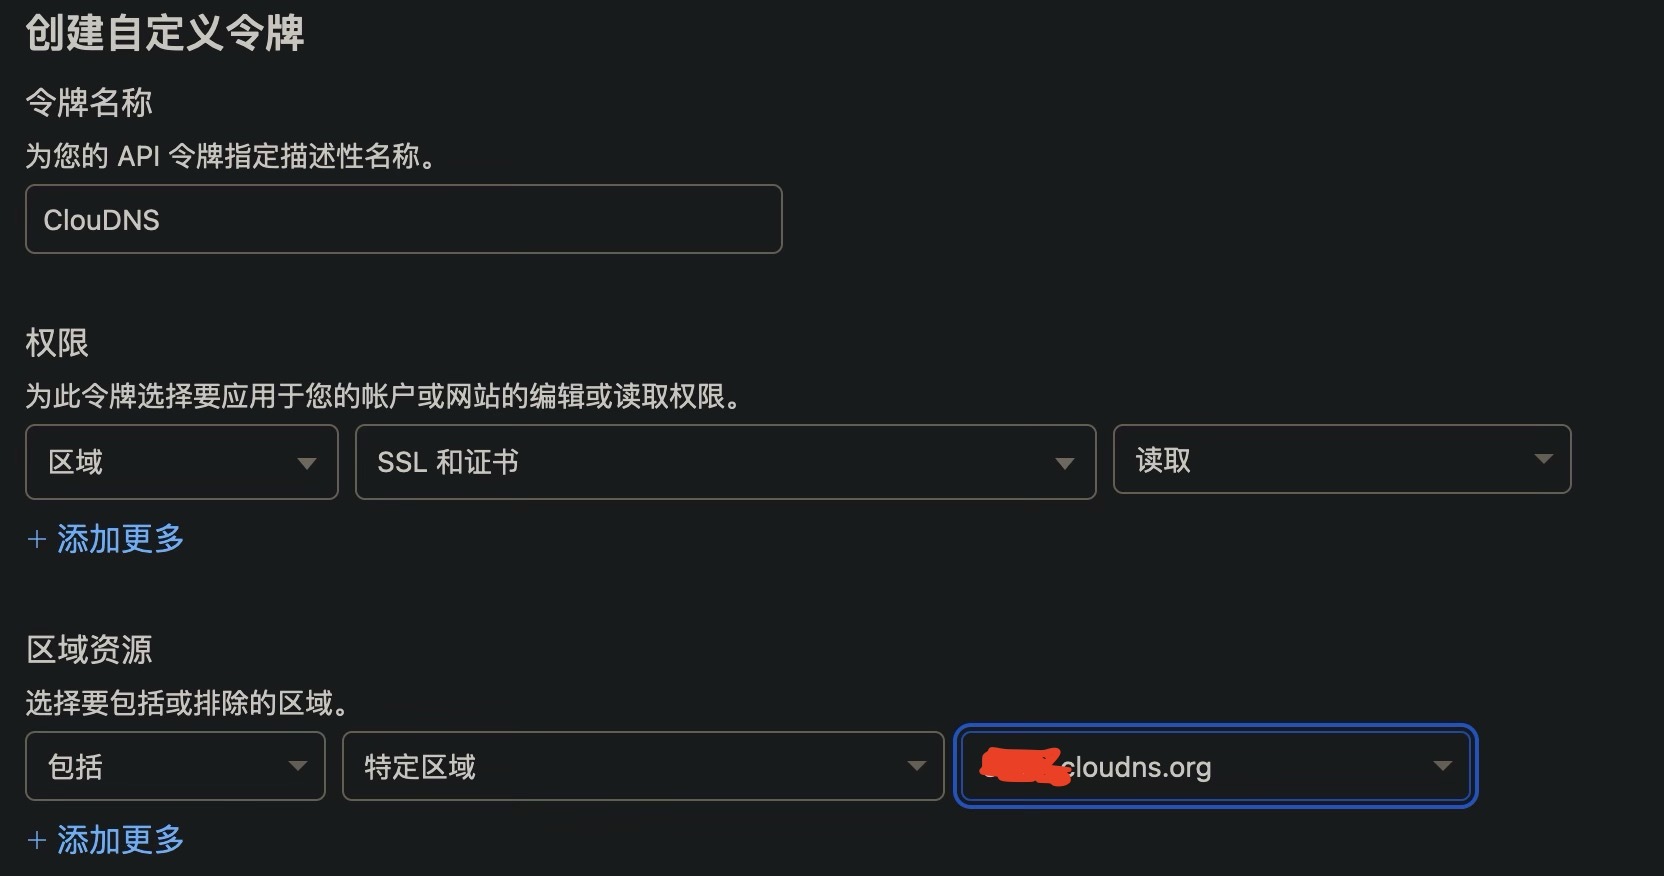 创建自定义令牌
令牌名称
为您的 API 令牌指定描述性名称。
ClouDNS
权限
为此令牌选择要应用于您的帐户或网站的编辑或读取权限。
区域 SSL 和证书 读取
+ 添加更多
区域资源
选择要包括或排除的区域。
包括 特定区域 cloudns.org
+ 添加更多